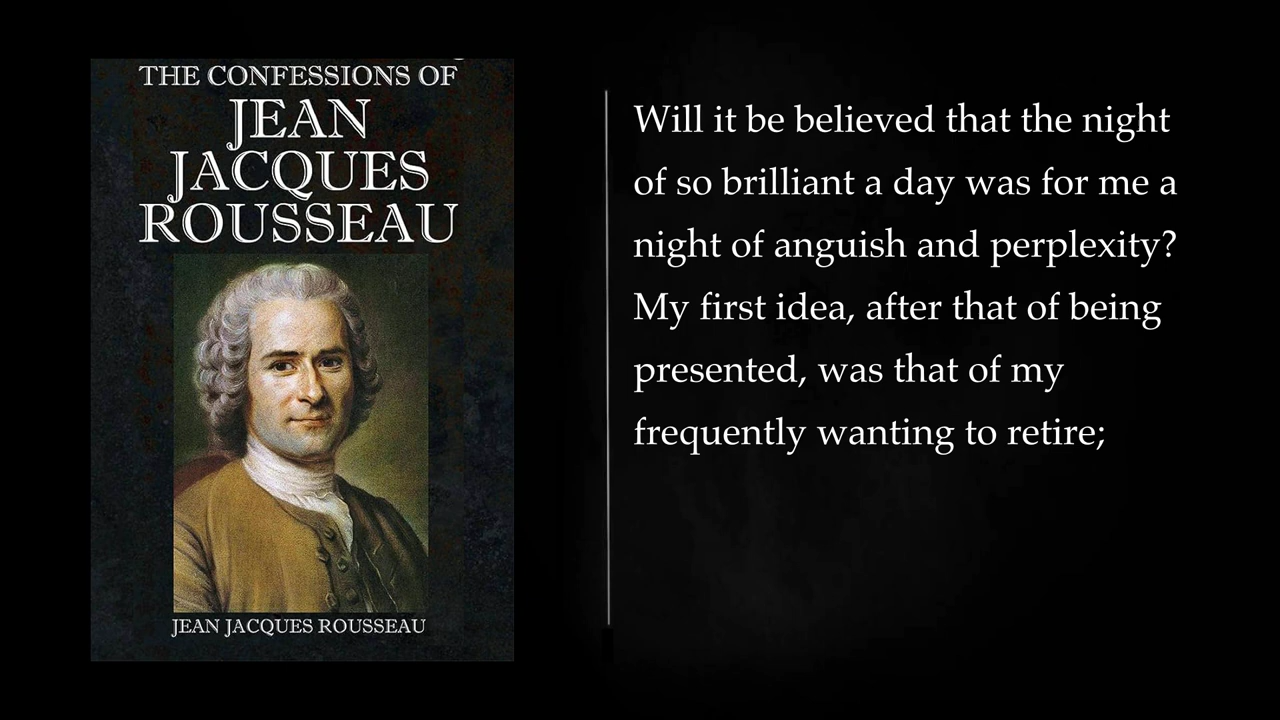 THE CONFESSIONS OF
JEAN
JACQUES
ROUSSEAU
JEAN JACQUES ROUSSEAU
Will it be believed that the night
of so brilliant a day was for me a
night of anguish and perplexity?
My first idea, after that of being
presented, was that of my
frequently wanting to retire;